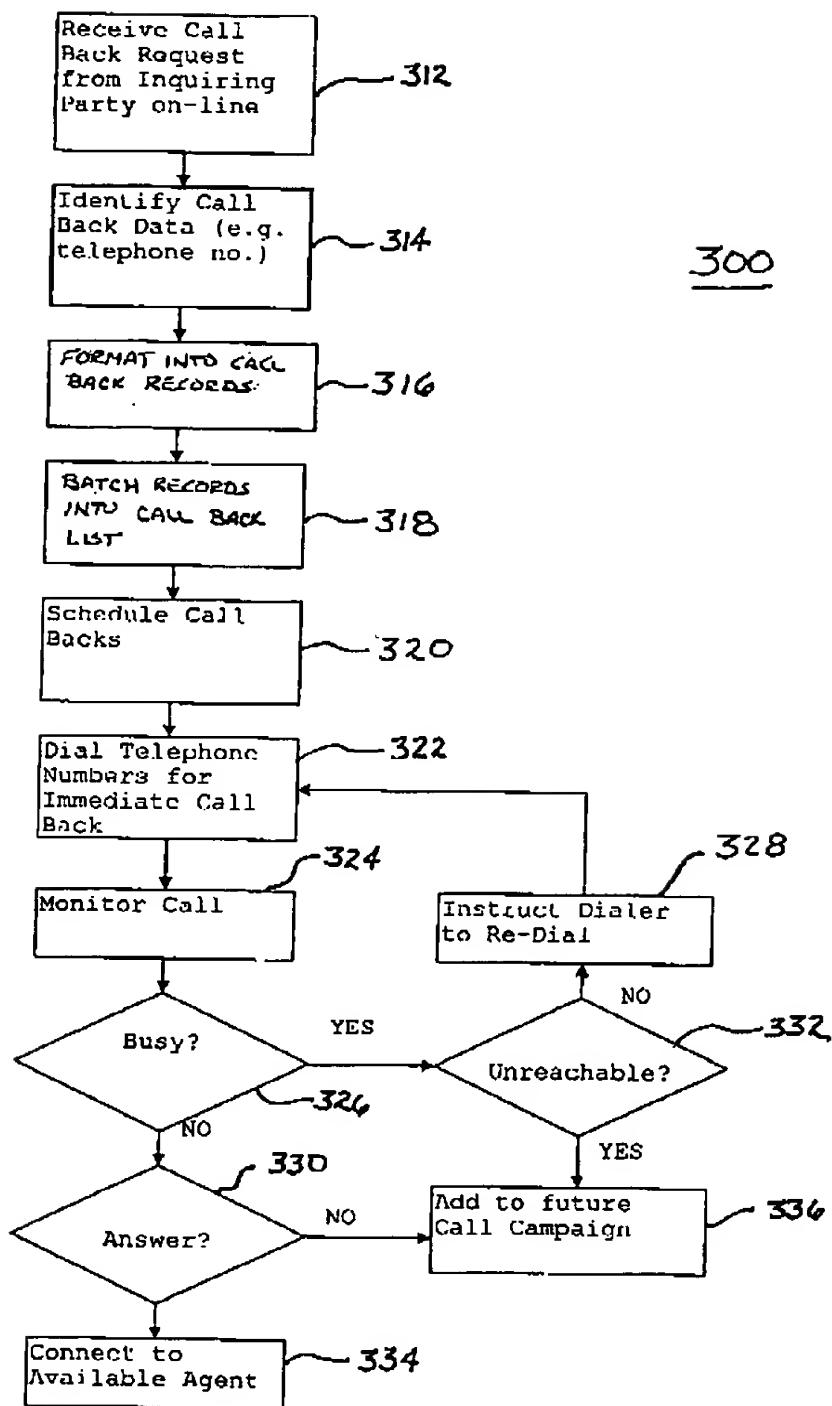 Receive Call
Back Request
from Inquiring
Party on-line
312
Identify Call
Back Data (e.g.
telephone no.)
314
300
FORMAT INTO CALL
BACK RECORDS
316
BATCH RECORDS
INTO CALL BACK
LIST
318
Schedule Call
Backs
320
Dial Telephone
Numbers for
Immediate Call
Back
322
324
Monitor Call
328
Instruct Dialer
to Re-Dial
NO
Busy?
YES
332
Unreachable?
326
NO
YES
330
Answer?
NO
Add to future
Call Campaign
336
Connect to
Available Agent
334